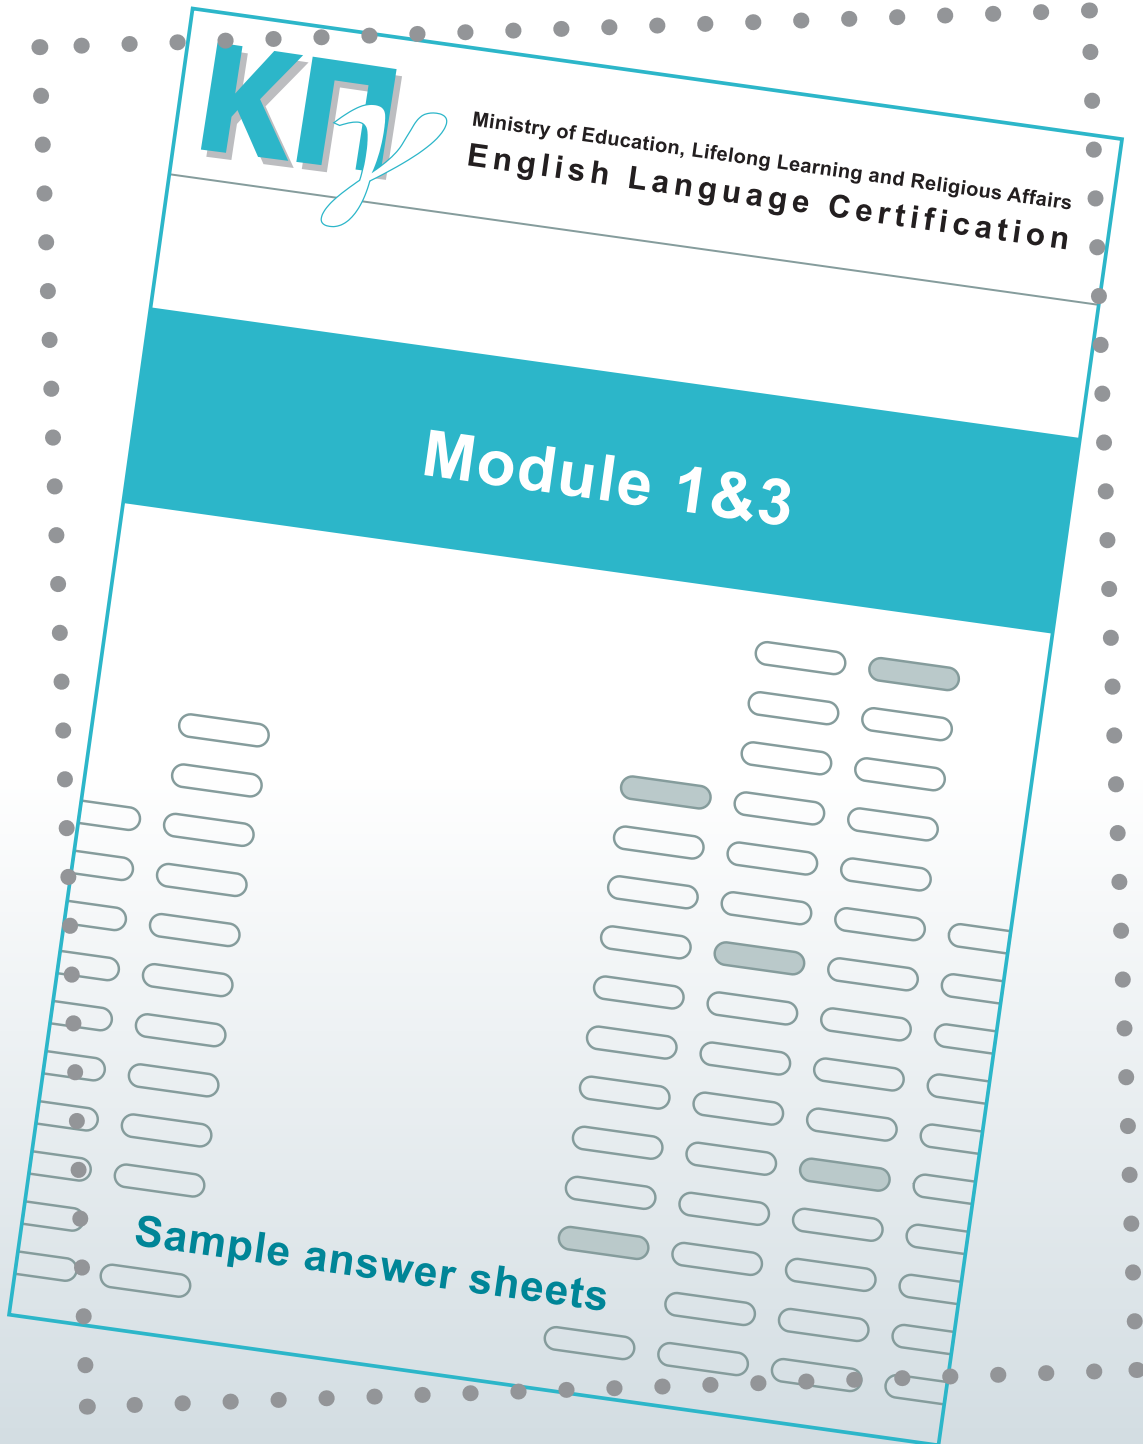 ΚΠγ
Ministry of Education, Lifelong Learning and Religious Affairs
English Language Certification
Module 1&3
Sample answer sheets